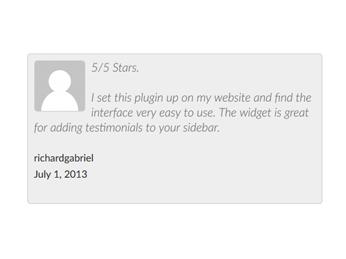 5/5 Stars.
I set this plugin up on my website and find the
interface very easy to use. The widget is great
for adding testimonials to your sidebar.
richardgabriel
July 1, 2013